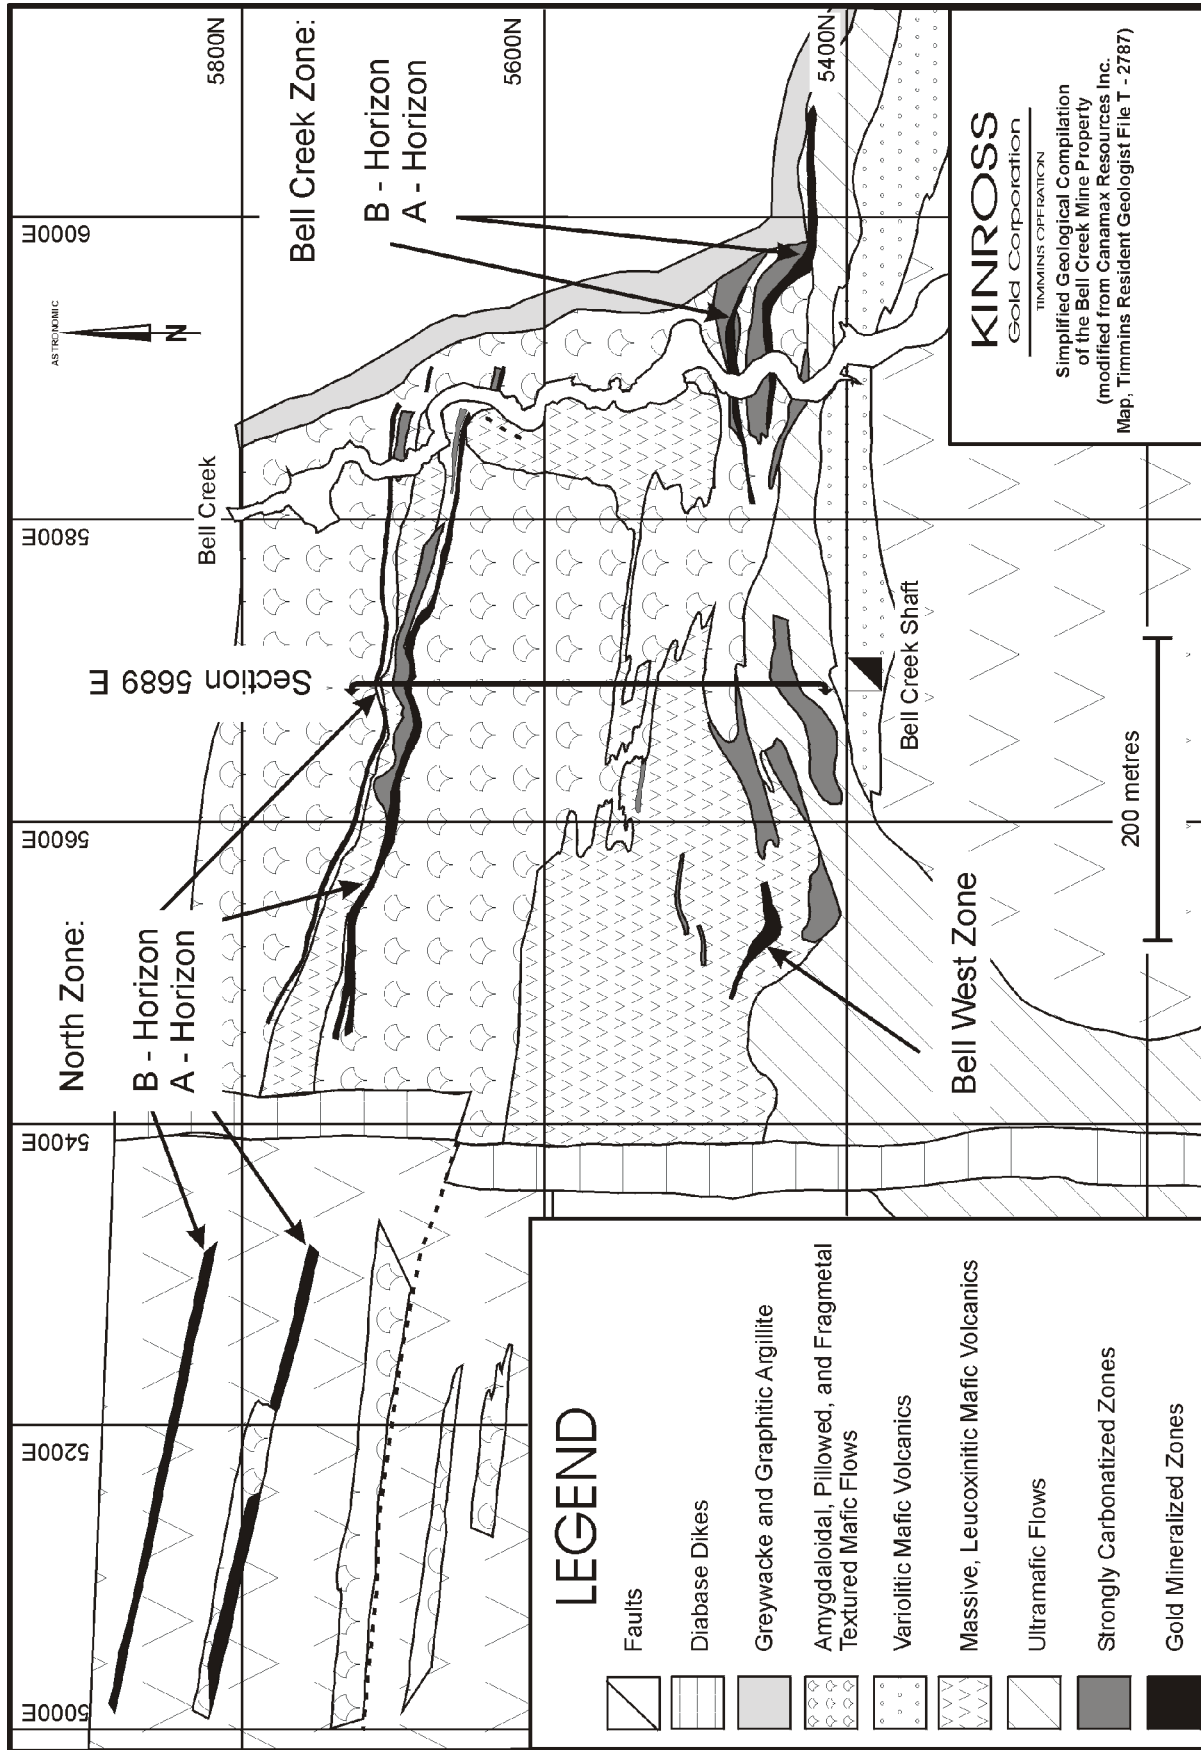 5000E
5200E
5400E
5600E
5800E
6000E
5800N
5600N
5400N
ASTRONOMIC
N
North Zone:
B - Horizon
A - Horizon
Section 5689 E
Bell Creek
Bell Creek Zone:
B - Horizon
A - Horizon
Bell Creek Shaft
Bell West Zone
200 metres
LEGEND
Faults
Diabase Dikes
Greywacke and Graphitic Argillite
Amygdaloidal, Pillowed, and Fragmetal
Textured Mafic Flows
Variolitic Mafic Volcanics
Massive, Leucoxinitic Mafic Volcanics
Ultramafic Flows
Strongly Carbonatized Zones
Gold Mineralized Zones
KINROSS
Gold Corporation
TIMMINS OPERATION
Simplified Geological Compilation
of the Bell Creek Mine Property
(modified from Canamax Resources Inc.
Map, Timmins Resident Geologist File T - 2787)